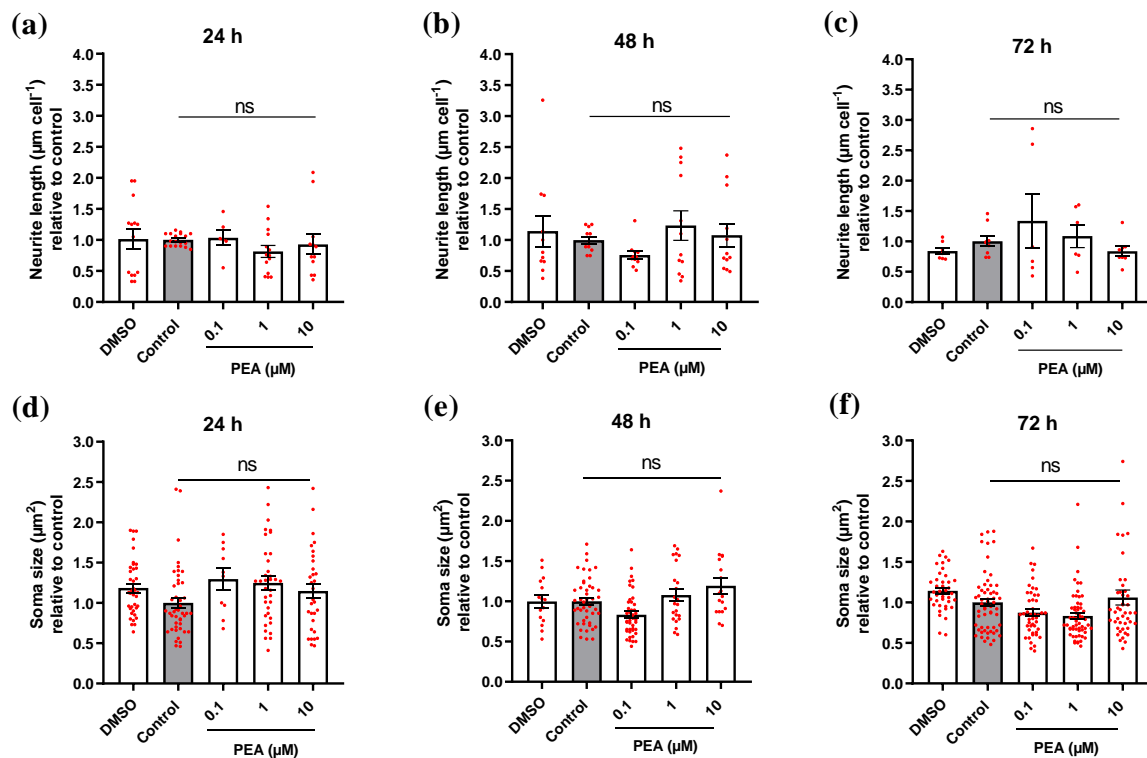 (a)
24 h
Neurite length (µm cell⁻¹)
relative to control
4.0
3.5
3.0
2.5
2.0
1.5
1.0
0.5
0.0
ns
DMSO
Control
0.1
1
10
PEA (µM)
(b)
48 h
Neurite length (µm cell⁻¹)
relative to control
4.0
3.5
3.0
2.5
2.0
1.5
1.0
0.5
0.0
ns
DMSO
Control
0.1
1
10
PEA (µM)
(c)
72 h
Neurite length (µm cell⁻¹)
relative to control
4.0
3.5
3.0
2.5
2.0
1.5
1.0
0.5
0.0
ns
DMSO
Control
0.1
1
10
PEA (µM)
(d)
24 h
Soma size (µm²)
relative to control
3.0
2.5
2.0
1.5
1.0
0.5
0.0
ns
DMSO
Control
0.1
1
10
PEA (µM)
(e)
48 h
Soma size (µm²)
relative to control
3.0
2.5
2.0
1.5
1.0
0.5
0.0
ns
DMSO
Control
0.1
1
10
PEA (µM)
(f)
72 h
Soma size (µm²)
relative to control
3.0
2.5
2.0
1.5
1.0
0.5
0.0
ns
DMSO
Control
0.1
1
10
PEA (µM)